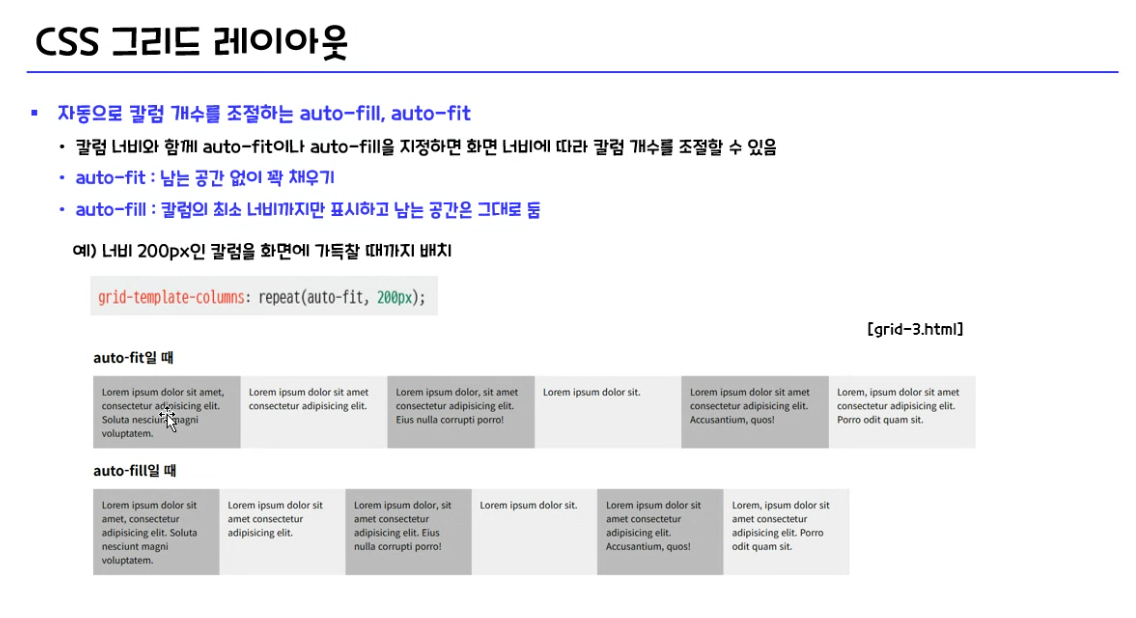 CSS 그리드 레이아웃
▪ 자동으로 칼럼 개수를 조절하는 auto-fill, auto-fit
• 칼럼 너비와 함께 auto-fit이나 auto-fill을 지정하면 화면 너비에 따라 칼럼 개수를 조절할 수 있음
• auto-fit : 남는 공간 없이 꽉 채우기
• auto-fill : 칼럼의 최소 너비까지만 표시하고 남는 공간은 그대로 둠
예) 너비 200px인 칼럼을 화면에 가득찰 때까지 배치
grid-template-columns: repeat(auto-fit, 200px);
[grid-3.html]
auto-fit일 때
Lorem ipsum dolor sit amet,
consectetur adipisicing elit.
Soluta nesciunt magni
voluptatem.
Lorem ipsum dolor sit amet
consectetur adipisicing elit.
Lorem ipsum dolor, sit amet
consectetur adipisicing elit.
Eius nulla corrupti porro!
Lorem ipsum dolor sit.
Lorem ipsum dolor sit amet
consectetur adipisicing elit.
Accusantium, quos!
Lorem, ipsum dolor sit amet
consectetur adipisicing elit.
Porro odit quam sit.
auto-fill일 때
Lorem ipsum dolor sit
amet, consectetur
adipisicing elit. Soluta
nesciunt magni
voluptatem.
Lorem ipsum dolor sit
amet consectetur
adipisicing elit.
Lorem ipsum dolor, sit
amet consectetur
adipisicing elit. Eius
nulla corrupti porro!
Lorem ipsum dolor sit.
Lorem ipsum dolor sit
amet consectetur
adipisicing elit.
Accusantium, quos!
Lorem, ipsum dolor sit
amet consectetur
adipisicing elit. Porro
odit quam sit.